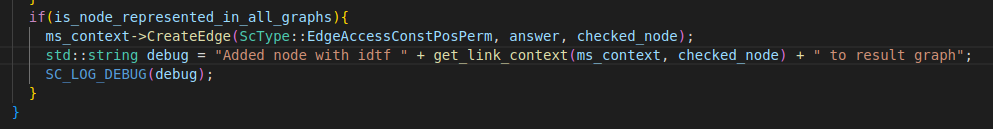 }
if(is_node_represented_in_all_graphs){
ms_context->CreateEdge(ScType::EdgeAccessConstPosPerm, answer, checked_node);
std::string debug = "Added node with idtf " + get_link_context(ms_context, checked_node) + " to result graph";
SC_LOG_DEBUG(debug);
}
}